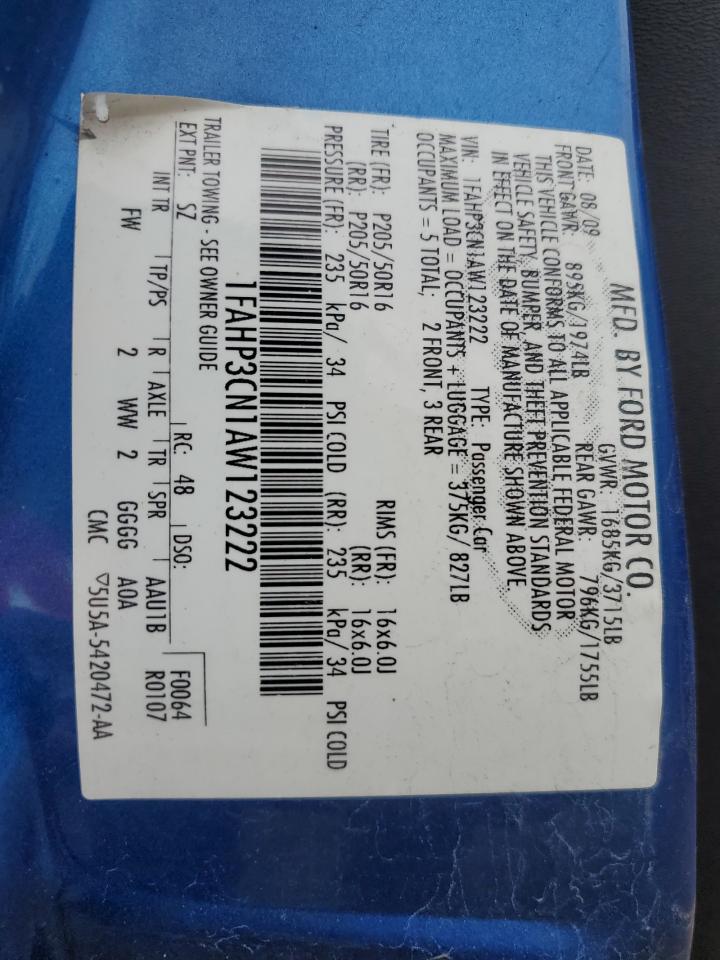 MFD. BY FORD MOTOR CO.
DATE: 08/09 GVWR: 1685KG/3715LB
FRONT GAWR: 895KG/1974LB REAR GAWR: 796KG/1755LB
THIS VEHICLE CONFORMS TO ALL APPLICABLE FEDERAL MOTOR
VEHICLE SAFETY, BUMPER, AND THEFT PREVENTION STANDARDS
IN EFFECT ON THE DATE OF MANUFACTURE SHOWN ABOVE.
VIN: 1FAHP3CN1AW123222 TYPE: Passenger Car
MAXIMUM LOAD = OCCUPANTS + LUGGAGE = 375KG/827LB
OCCUPANTS = 5 TOTAL; 2 FRONT, 3 REAR
TIRE (FR): P205/50R16 RIMS (FR): 16x6.0J
(RR): P205/50R16 (RR): 16x6.0J
PRESSURE (FR): 235 kPa/ 34 PSI COLD (RR): 235 kPa/34 PSI COLD
1FAHP3CN1AW123222
TRAILER TOWING - SEE OWNER GUIDE
EXT PNT: SZ RC: 48 DSO: F0064
R0107
INT TR TP/PS R AXLE TR SPR AAU1B
FW 2 WW 2 GGGG A0A
CMC ▽5U5A-5420472-AA